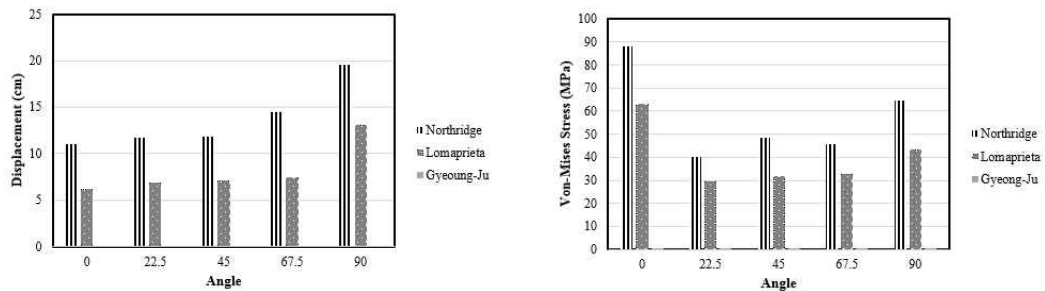 25
20
15
10
5
0
Displacement (cm)
0 22.5 45 67.5 90
Angle
Northridge
Lomaprieta
Gyeoung-Ju
100
90
80
70
60
50
40
30
20
10
0
Von-Mises Stress (MPa)
0 22.5 45 67.5 90
Angle
Northridge
Lomaprieta
Gyeong-Ju